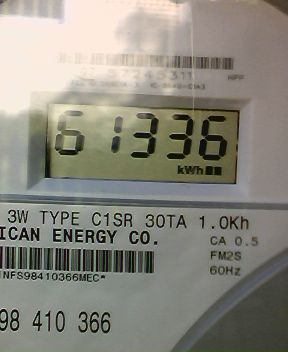 61336
kWh
3W TYPE C1SR 30TA 1.0Kh
ICAN ENERGY CO.
CA 0.5
FM2S
60Hz
NFS98410366MEC*
98 410 366